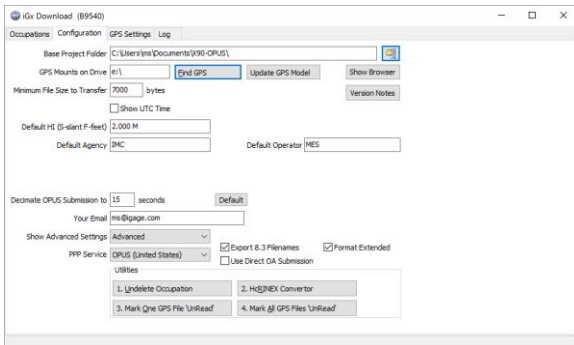 iGx Download (B9540)
Occupations Configuration GPS Settings Log
Base Project Folder C:\Users\ms\Documents\X90-OPUS\
GPS Mounts on Drive e:\ Find GPS Update GPS Model Show Browser
Minimum File Size to Transfer 7000 bytes Version Notes
Show UTC Time
Default HI (S-slant F-feet) 2.000 M
Default Agency IMC Default Operator MES
Decimate OPUS Submission to 15 seconds Default
Your Email ms@igage.com
Show Advanced Settings Advanced
Export 8.3 Filenames Format Extended
PPP Service OPUS (United States)
Use Direct OA Submission
Utilities
1. Undelete Occupation 2. HcRINEX Convertor
3. Mark One GPS File 'UnRead' 4. Mark All GPS Files 'UnRead'